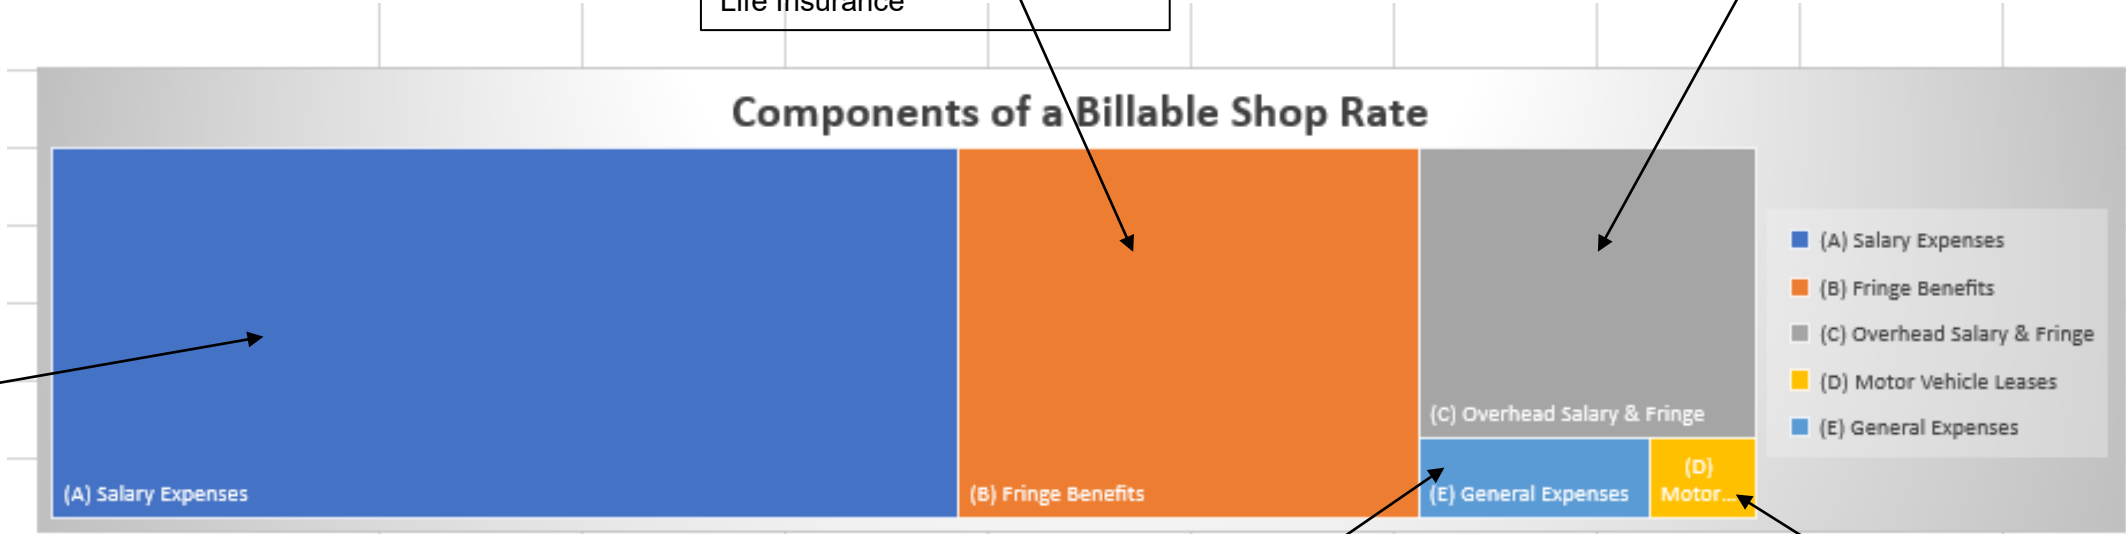 Life Insurance
Components of a Billable Shop Rate
(A) Salary Expenses
(B) Fringe Benefits
(C) Overhead Salary & Fringe
(E) General Expenses
(D)
Motor...
(A) Salary Expenses
(B) Fringe Benefits
(C) Overhead Salary & Fringe
(D) Motor Vehicle Leases
(E) General Expenses